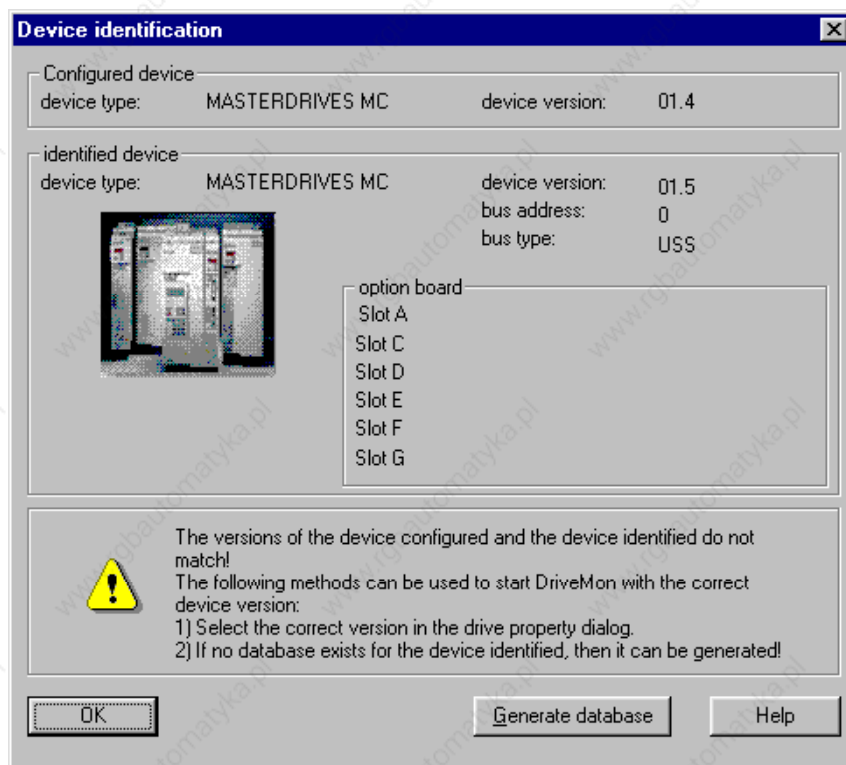 Device identification
Configured device
device type: MASTERDRIVES MC device version: 01.4
identified device
device type: MASTERDRIVES MC device version: 01.5
bus address: 0
bus type: USS
option board
Slot A
Slot C
Slot D
Slot E
Slot F
Slot G
The versions of the device configured and the device identified do not
match!
The following methods can be used to start DriveMon with the correct
device version:
1) Select the correct version in the drive property dialog.
2) If no database exists for the device identified, then it can be generated!
OK Generate database Help
www.rgbautomatyka.pl